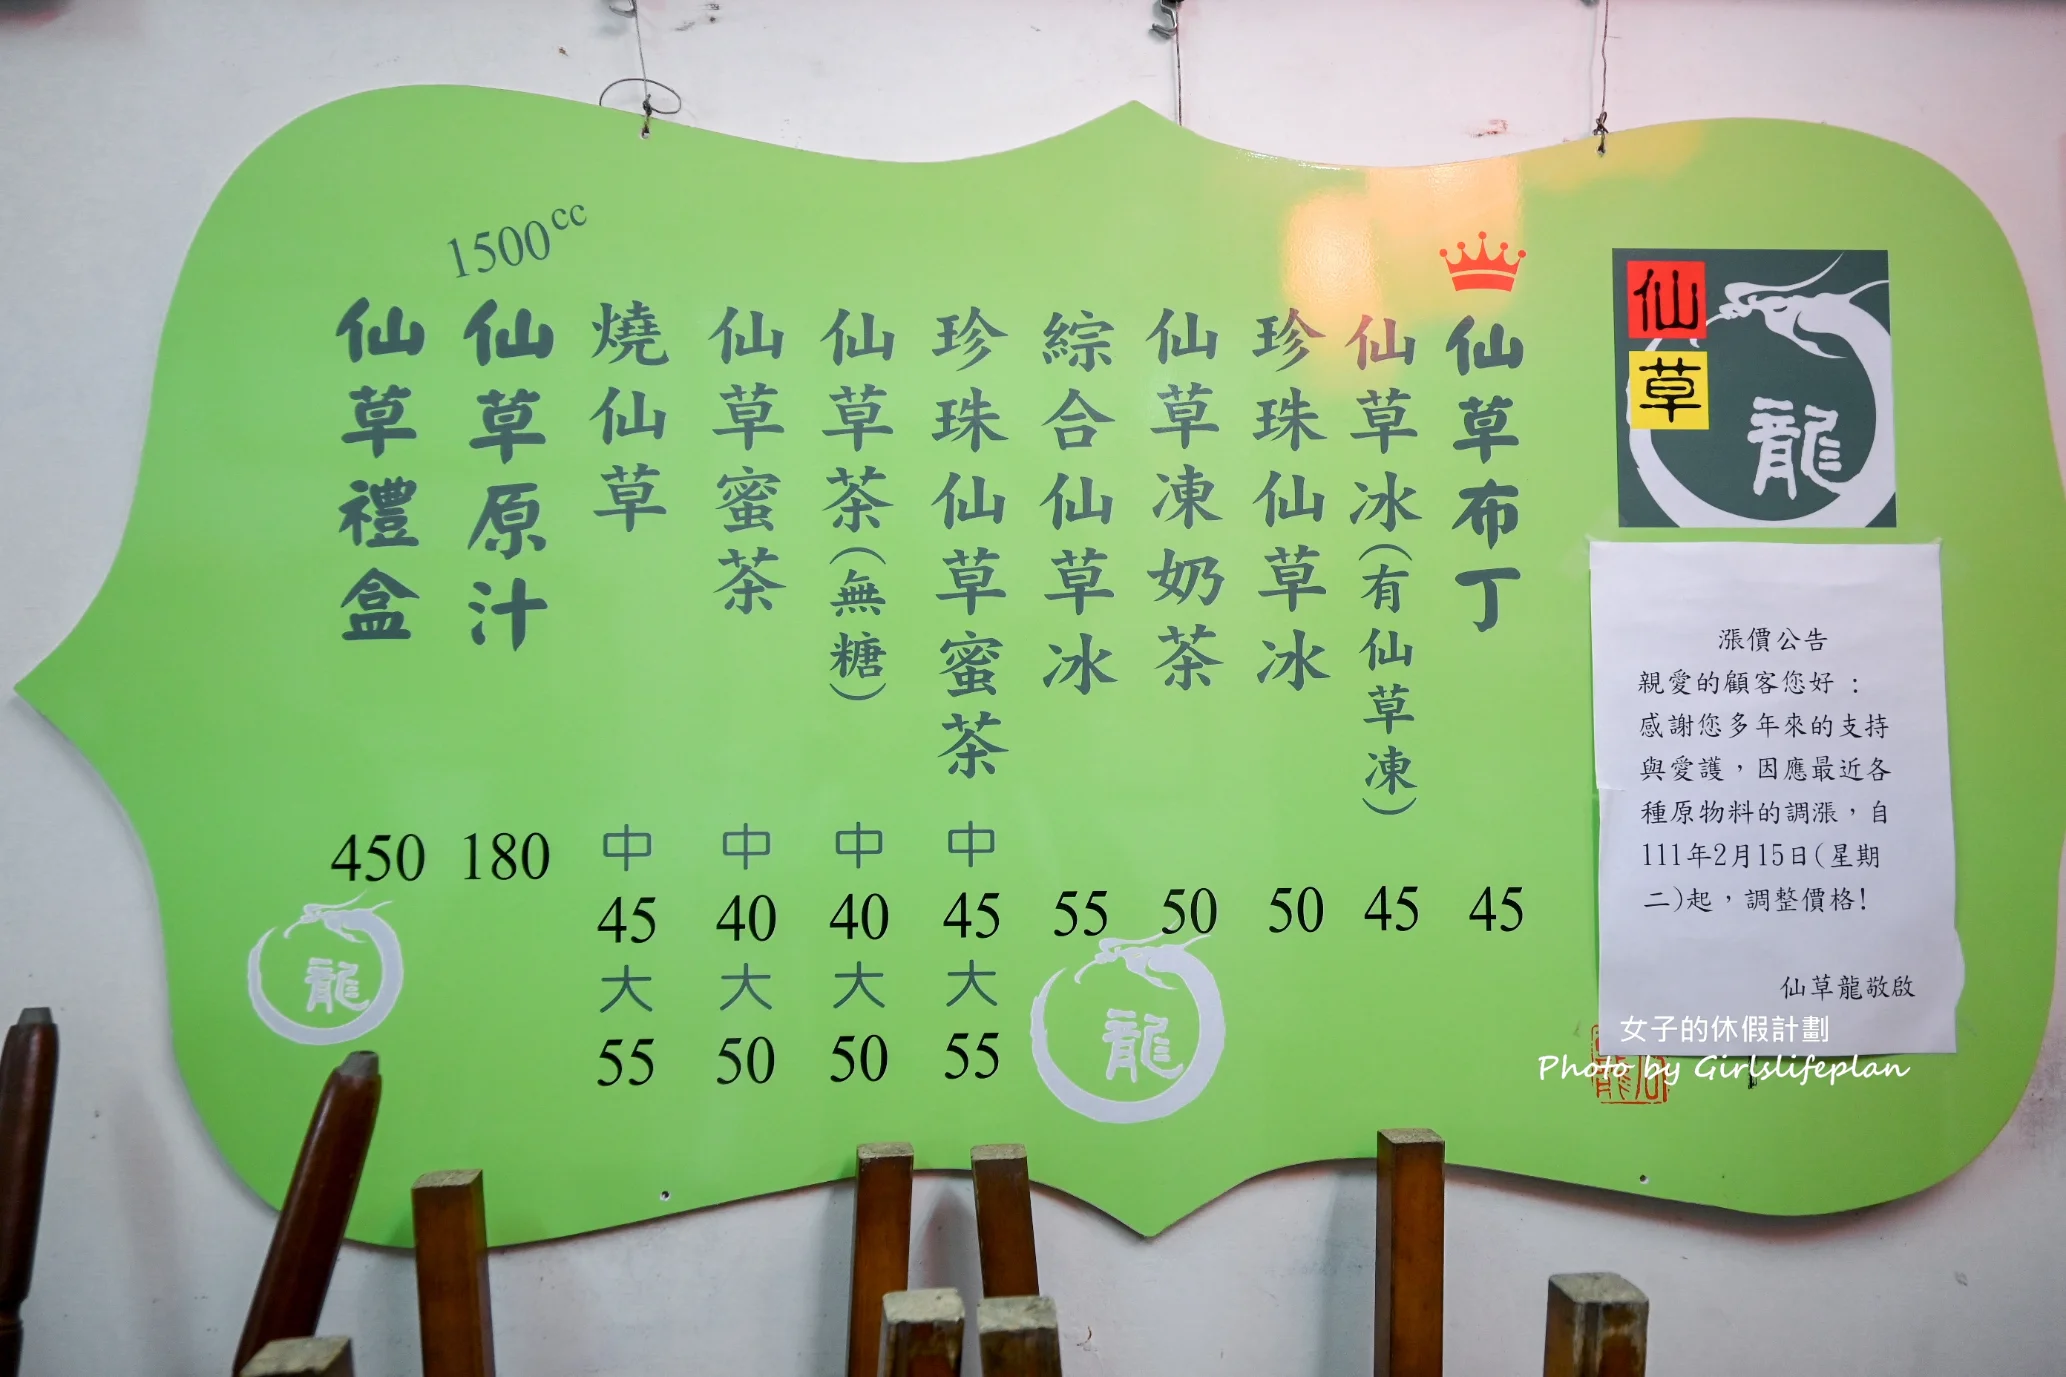 仙草
龍
仙草布丁
45
仙草冰(有仙草凍)
45
珍珠仙草冰
50
仙草凍奶茶
50
綜合仙草冰
55
珍珠仙草蜜茶
中
45
大
55
仙草茶(無糖)
中
40
大
50
仙草蜜茶
中
40
大
50
燒仙草
中
45
大
55
1500cc
仙草原汁
180
仙草禮盒
450
龍
龍
漲價公告
親愛的顧客您好：
感謝您多年來的支持
與愛護，因應最近各
種原物料的調漲，自
111年2月15日(星期
二)起，調整價格!
仙草龍敬啟
女子的休假計劃
Photo by Girlslifeplan